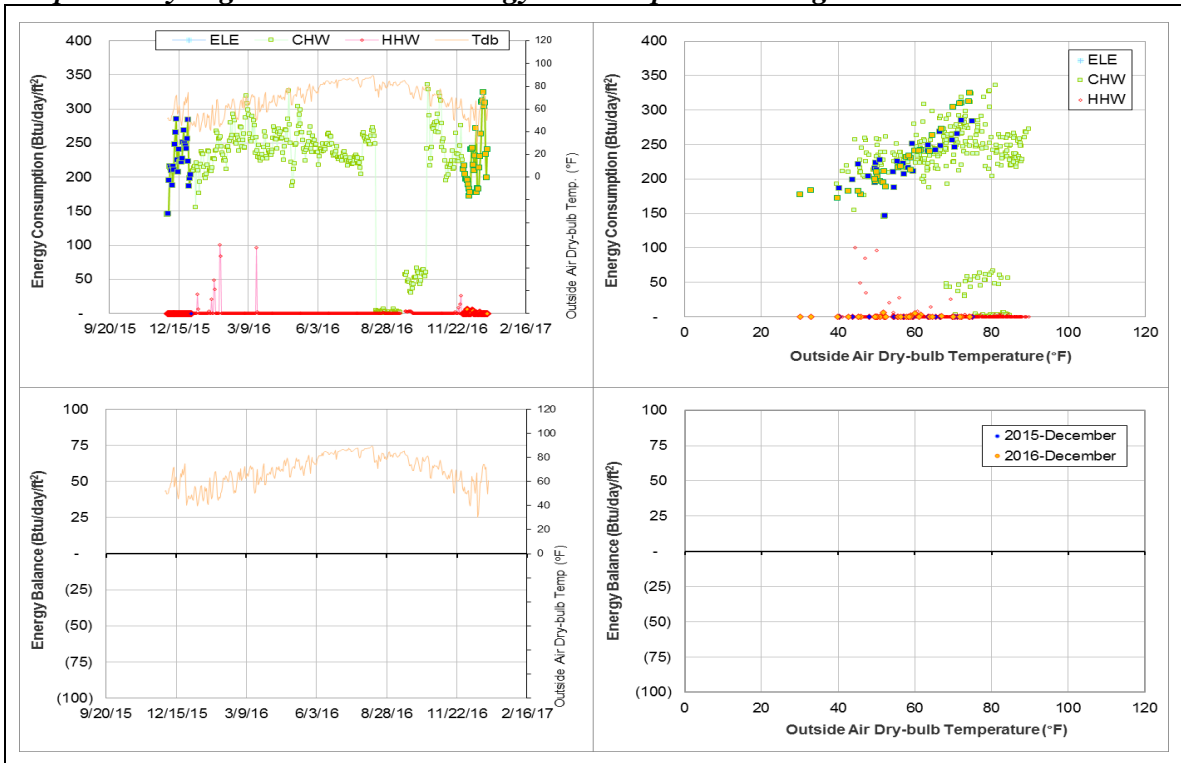 ELE CHW HHW Tdb
Energy Consumption (Btu/day/ft²)
400
350
300
250
200
150
100
50
-
120
100
80
60
40
20
0
Outside Air Dry-bulb Temp. (°F)
9/20/15 12/15/15 3/9/16 6/3/16 8/28/16 11/22/16 2/16/17
Energy Consumption (Btu/day/ft²)
400
350
300
250
200
150
100
50
-
ELE
CHW
HHW
0 20 40 60 80 100 120
Outside Air Dry-bulb Temperature (°F)
Energy Balance (Btu/day/ft²)
100
75
50
25
-
(25)
(50)
(75)
(100)
120
100
80
60
40
20
0
Outside Air Dry-bulb Temp (°F)
9/20/15 12/15/15 3/9/16 6/3/16 8/28/16 11/22/16 2/16/17
Energy Balance (Btu/day/ft²)
100
75
50
25
-
(25)
(50)
(75)
(100)
2015-December
2016-December
0 20 40 60 80 100 120
Outside Air Dry-bulb Temperature (°F)